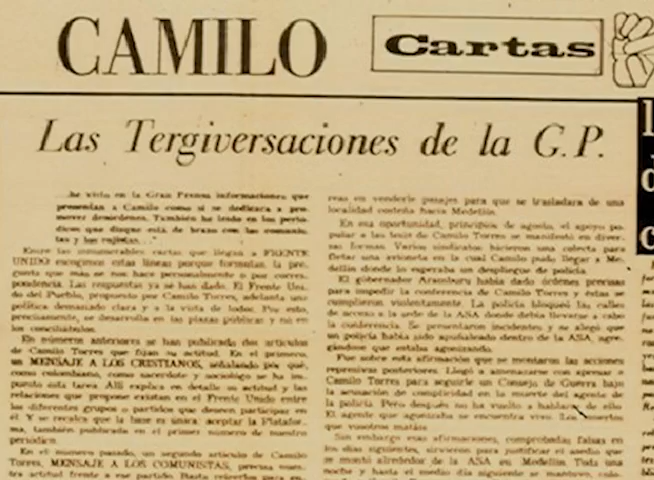 CAMILO
Cartas
Las Tergiversaciones de la G.P.
...he visto en la Gran Prensa informaciones que
presentan a Camilo como si se dedicara a pro-
mover desórdenes. También he leído en los perió-
dicos que disque está de brazo con los comunis-
tas y los
Entre las innumerables cartas que llegan a FRENTE
UNIDO escogimos estas líneas porque formulan la pre-
gunta que más se nos hace personalmente o por corres-
pondencia. Las respuestas ya se han dado. El Frente Uni-
do del Pueblo, propuesto por Camilo Torres, adelanta una
política demandado clara y a la vista de todos. Por esto,
precisamente, se desarrolla en las plazas públicas y no en
los conciliábulos.
En números anteriores se han publicado dos artículos
de Camilo Torres que fijan su actitud. En el primero,
un MENSAJE A LOS CRISTIANOS, señalando por qué,
como colombiano, como sacerdote y sociólogo se ha im-
puesto esta tarea. Allí explica en detalle su actitud y las
relaciones que propone existan en el Frente Unido entre
los diferentes grupos o partidos que deseen participar en
él y se recalca que la base es única: aceptar la Platafor-
ma, también publicada en el primer número de nuestro
periódico.
En el número pasado, un segundo artículo de Camilo
Torres, MENSAJE A LOS COMUNISTAS, precisa
tra actitud frente a ese partido. Basta
reas en venderle pasajes para que se trasladara de una
localidad costeña hacia Medellín.
En esa oportunidad, principios de agosto, el apoyo po-
pular a las tesis de Camilo Torres se manifestó en diver-
sas formas. Varios sindicatos hicieron una colecta para
fletar una avioneta en la cual Camilo pudo llegar a Me-
dellín donde lo esperaba un despliegue de policía.
El gobernador Aramburu había dado órdenes precisas
para impedir la conferencia de Camilo Torres y éstas se
cumplieron violentamente. La policía bloqueó las calles
de acceso a la sede de la ASA donde debía llevarse a cabo
la conferencia. Se presentaron incidentes y se alegó que
un policía había sido apuñaleado dentro de la ASA, agre-
gándose que estaba agonizando.
Fue sobre esta afirmación que se montaron las acciones
represivas posteriores. Llegó a amenazarse con apresar a
Camilo Torres para seguirle un Consejo de Guerra bajo
la acusación de complicidad en la muerte del agente de
la policía. Pero después no ha vuelto a hablarse de ello.
El agente que agonizaba se encuentra vivo. Los muertos
que vosotros matáis.
Sin embargo esas afirmaciones, comprobadas falsas en
los días siguientes, sirvieron para justificar el asedio que
se montó alrededor de la ASA en Medellín. Toda una
noche y hasta el medio día siguiente se mantuvo,